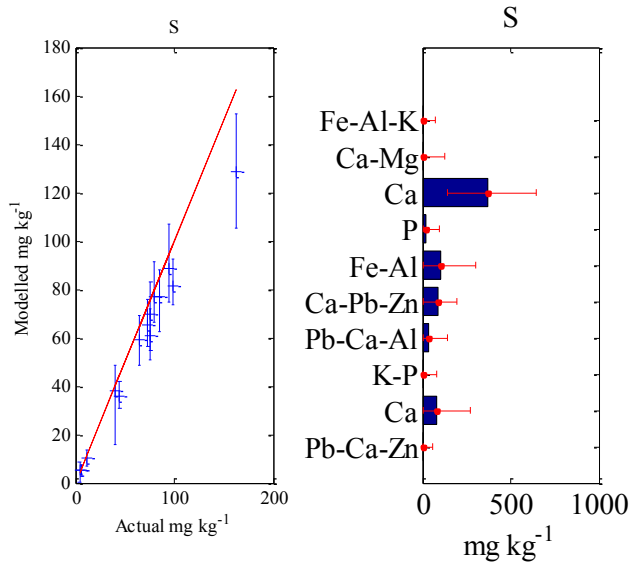 S
180
160
140
120
100
80
60
40
20
0
0
100
200
Modelled mg kg-1
Actual mg kg-1
S
Fe-Al-K
Ca-Mg
Ca
P
Fe-Al
Ca-Pb-Zn
Pb-Ca-Al
K-P
Ca
Pb-Ca-Zn
0
500
1000
mg kg-1